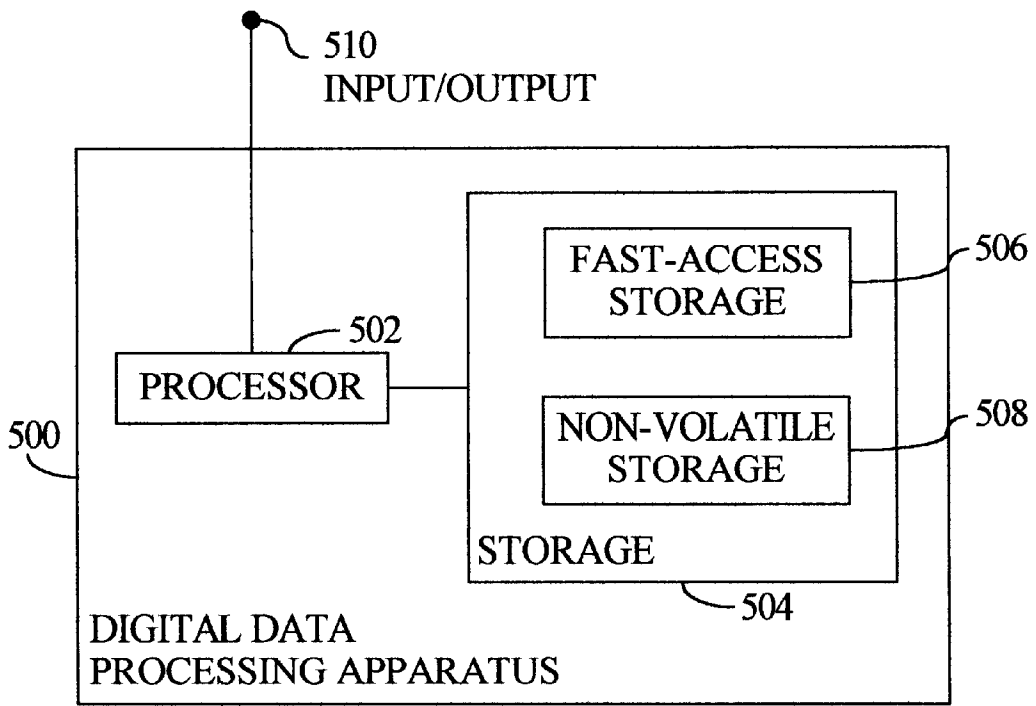 510
INPUT/OUTPUT
FAST-ACCESS
STORAGE
506
502
PROCESSOR
500
NON-VOLATILE
STORAGE
508
STORAGE
504
DIGITAL DATA
PROCESSING APPARATUS